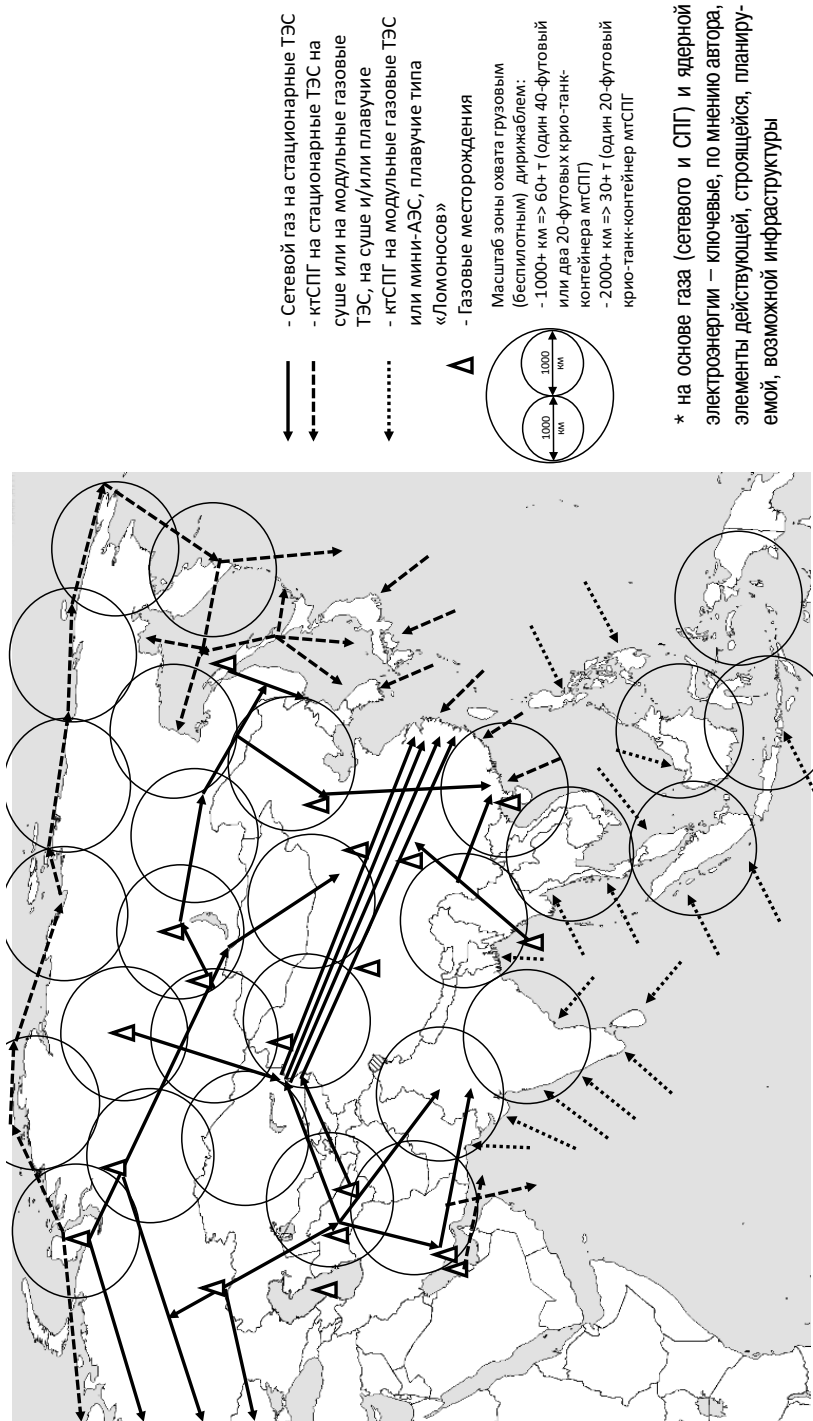 - Сетевой газ на стационарные ТЭС
- ктСПГ на стационарные ТЭС на
суше или на модульные газовые
ТЭС, на суше и/или плавучие
- ктСПГ на модульные газовые ТЭС
или мини-АЭС, плавучие типа
«Ломоносов»
- Газовые месторождения
Масштаб зоны охвата грузовым
(беспилотным) дирижаблем:
- 1000+ км => 60+ т (один 40-футовый
или два 20-футовых крио-танк-
контейнера мтСПГ)
- 2000+ км => 30+ т (один 20-футовый
крио-танк-контейнер мтСПГ
1000
км
1000
км
* на основе газа (сетевого и СПГ) и ядерной
электроэнергии – ключевые, по мнению автора,
элементы действующей, строящейся, планиру-
емой, возможной инфраструктуры